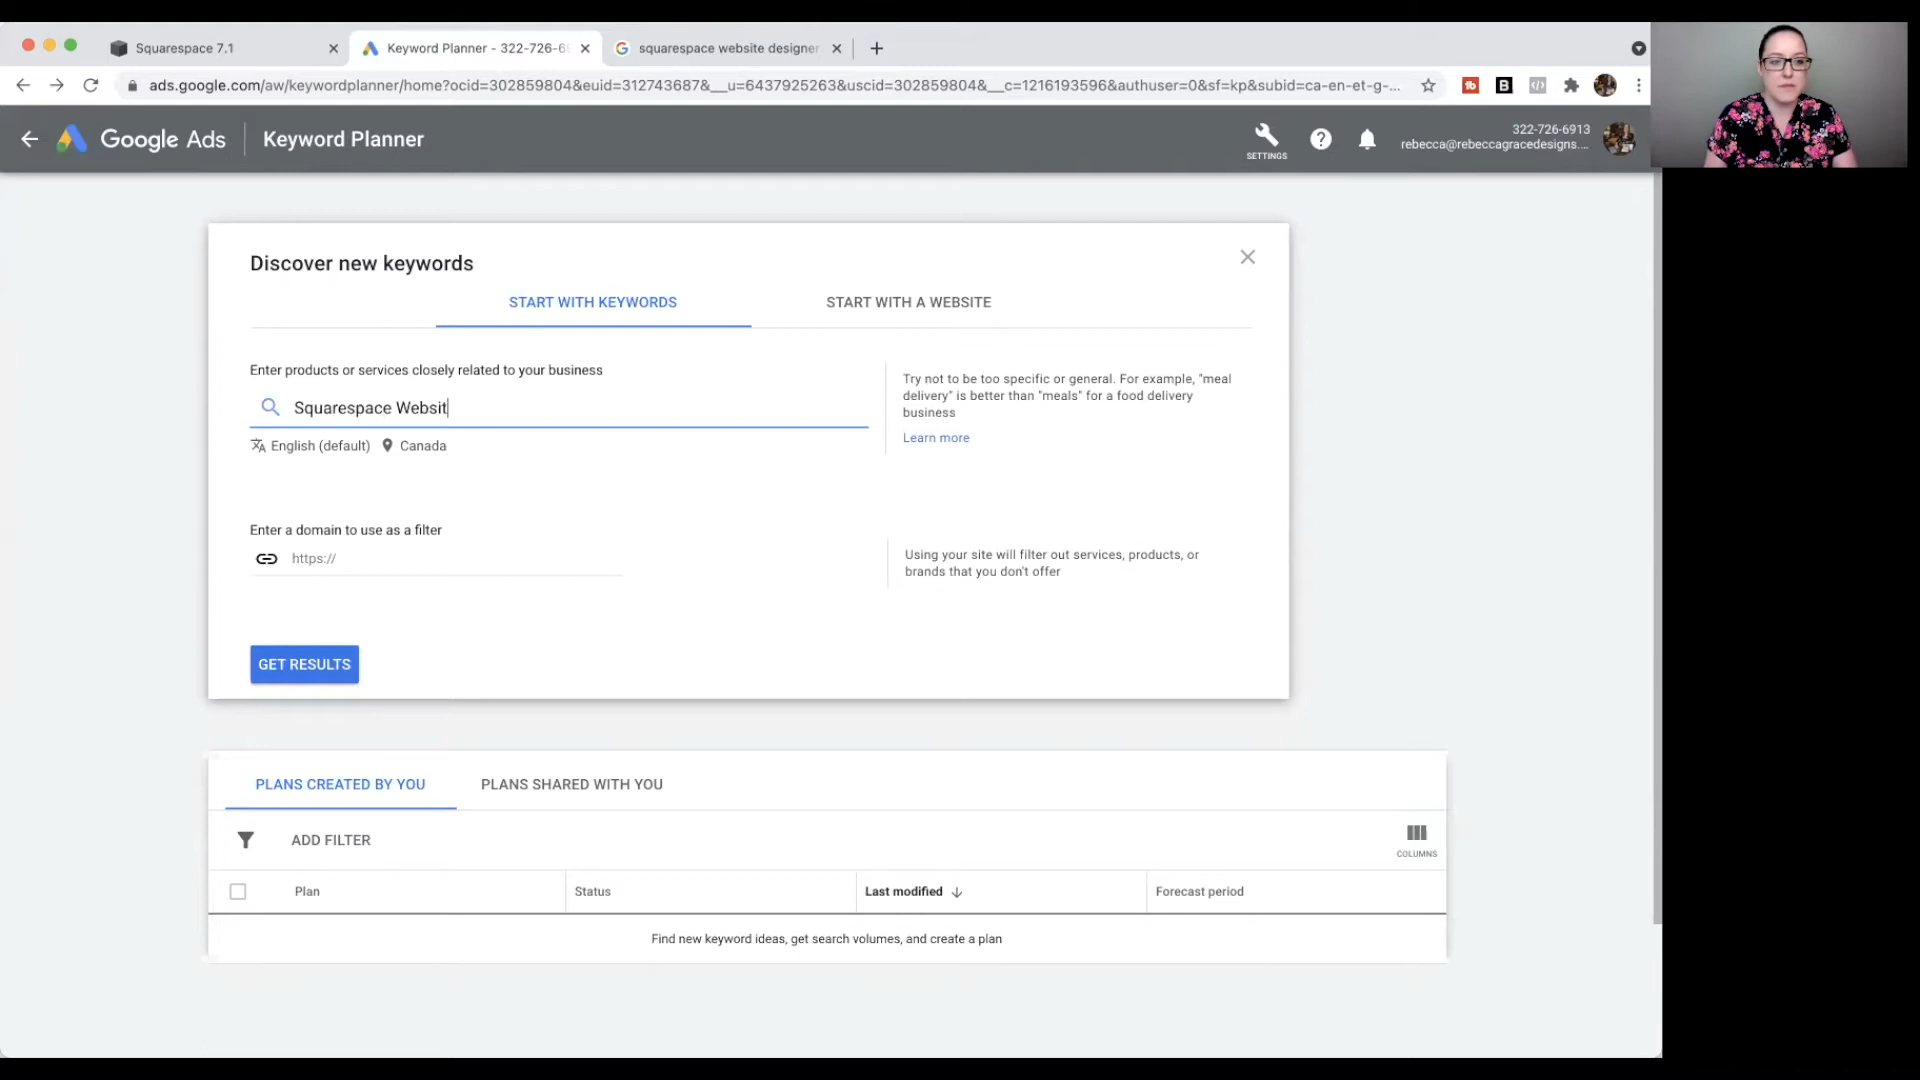 Squarespace 7.1
Keyword Planner - 322-726-69
squarespace website designer
ads.google.com/aw/keywordplanner/home?ocid=302859804&euid=312743687&__u=6437925263&uscid=302859804&__c=1216193596&authuser=0&sf=kp&subid=ca-en-et-g-...
Google Ads
Keyword Planner
SETTINGS
322-726-6913
rebecca@rebeccagracedesigns....
Discover new keywords
START WITH KEYWORDS
START WITH A WEBSITE
Enter products or services closely related to your business
Squarespace Websit
English (default)
Canada
Try not to be too specific or general. For example, "meal
delivery" is better than "meals" for a food delivery
business
Learn more
Enter a domain to use as a filter
https://
Using your site will filter out services, products, or
brands that you don't offer
GET RESULTS
PLANS CREATED BY YOU
PLANS SHARED WITH YOU
ADD FILTER
COLUMNS
Plan
Status
Last modified
Forecast period
Find new keyword ideas, get search volumes, and create a plan